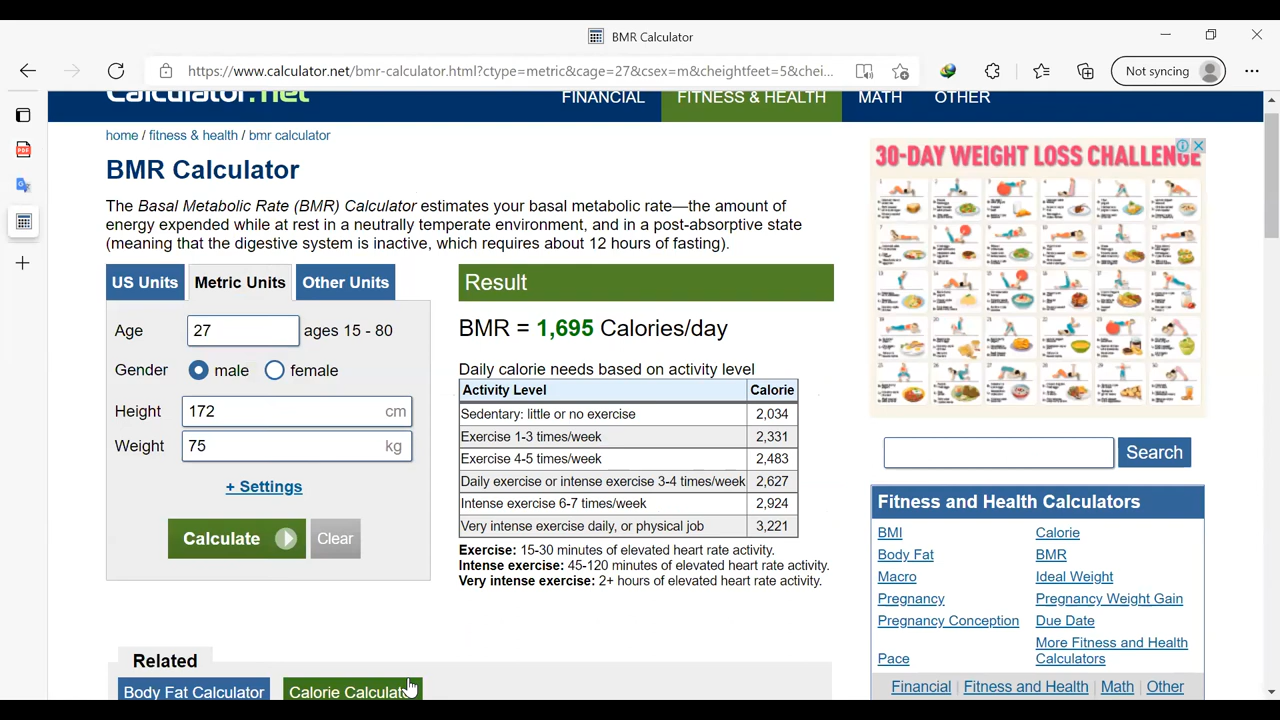 BMR Calculator
https://www.calculator.net/bmr-calculator.html?ctype=metric&cage=27&csex=m&cheightfeet=5&chei...
Not syncing
Calculator.net
FINANCIAL
FITNESS & HEALTH
MATH
OTHER
home / fitness & health / bmr calculator
BMR Calculator
The Basal Metabolic Rate (BMR) Calculator estimates your basal metabolic rate—the amount of
energy expended while at rest in a neutrally temperate environment, and in a post-absorptive state
(meaning that the digestive system is inactive, which requires about 12 hours of fasting).
US Units
Metric Units
Other Units
Age
27
ages 15 - 80
Gender
male
female
Height
172
cm
Weight
75
kg
+ Settings
Calculate
Clear
Result
BMR = 1,695 Calories/day
Daily calorie needs based on activity level
Activity Level Calorie
Sedentary: little or no exercise 2,034
Exercise 1-3 times/week 2,331
Exercise 4-5 times/week 2,483
Daily exercise or intense exercise 3-4 times/week 2,627
Intense exercise 6-7 times/week 2,924
Very intense exercise daily, or physical job 3,221
Exercise: 15-30 minutes of elevated heart rate activity.
Intense exercise: 45-120 minutes of elevated heart rate activity.
Very intense exercise: 2+ hours of elevated heart rate activity.
Related
Body Fat Calculator
Calorie Calculator
30-DAY WEIGHT LOSS CHALLENGE
Search
Fitness and Health Calculators
BMI
Calorie
Body Fat
BMR
Macro
Ideal Weight
Pregnancy
Pregnancy Weight Gain
Pregnancy Conception
Due Date
Pace
More Fitness and Health
Calculators
Financial | Fitness and Health | Math | Other